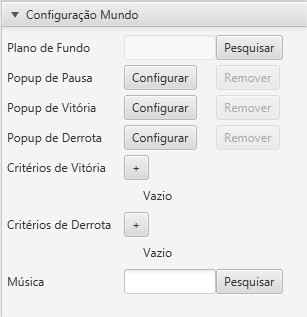 Configuração Mundo
Plano de Fundo Pesquisar
Popup de Pausa Configurar Remover
Popup de Vitória Configurar Remover
Popup de Derrota Configurar Remover
Critérios de Vitória +
Vazio
Critérios de Derrota +
Vazio
Música Pesquisar